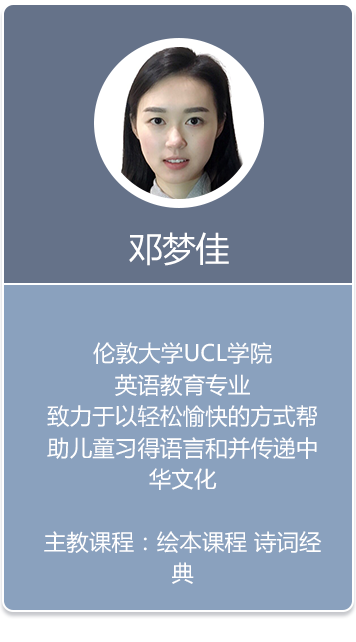 邓梦佳
伦敦大学UCL学院
英语教育专业
致力于以轻松愉快的方式帮
助儿童习得语言和并传递中
华文化
主教课程：绘本课程 诗词经
典